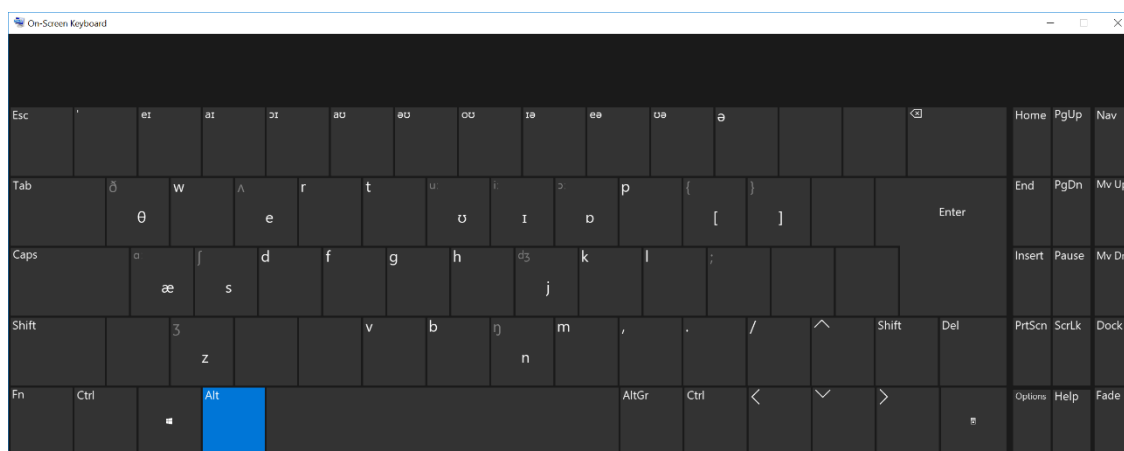 On-Screen Keyboard
Esc ' eɪ aɪ ɔɪ aʊ əʊ oʊ ɪə eə ʊə ə Home PgUp Nav
Tab ð θ w ʌ e r t uː ʊ iː ɪ ɔː ɒ p { [ } ] Enter End PgDn Mv Up
Caps ɑ æ ʃ s d f g h ʤ j k l ; Insert Pause Mv Dn
Shift ʒ z v b ŋ n m , . / Shift Del PrtScn ScrLk Dock
Fn Ctrl Alt AltGr Ctrl Options Help Fade